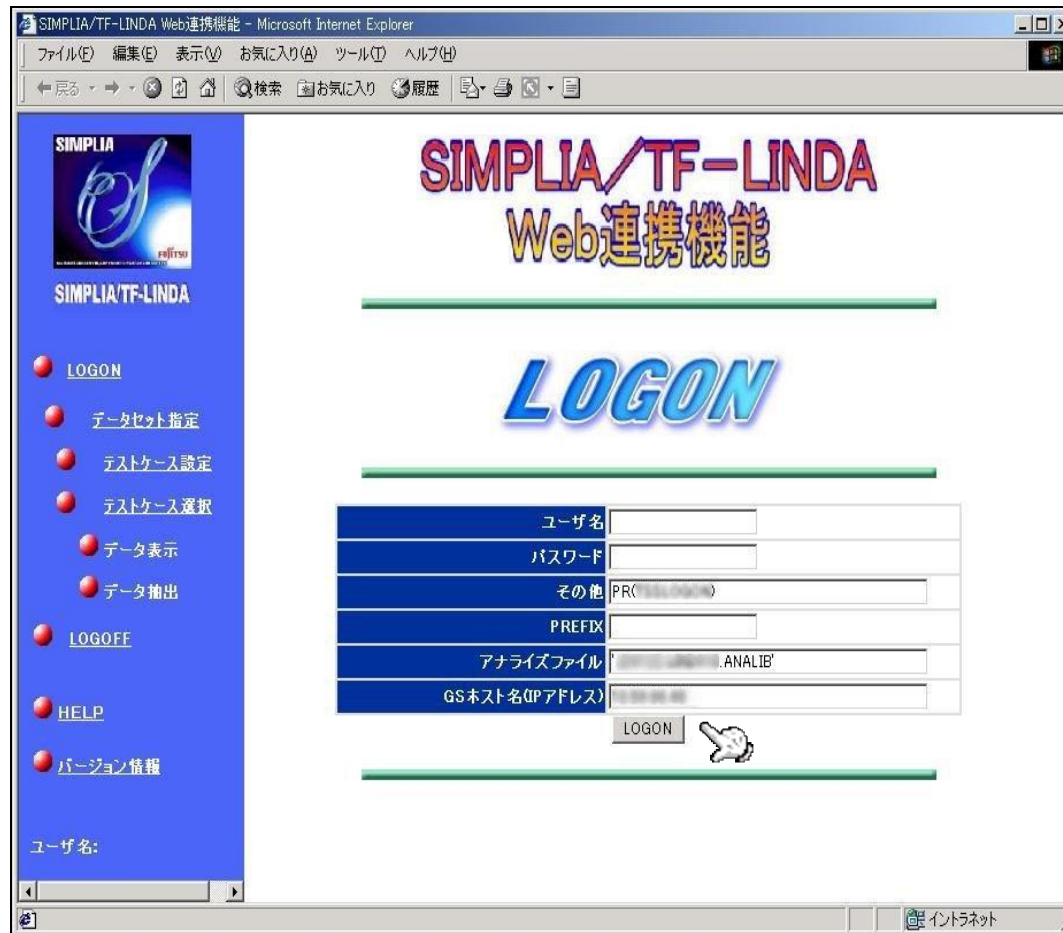 SIMPLIA/TF-LINDA Web連携機能 - Microsoft Internet Explorer
ファイル(F) 編集(E) 表示(V) お気に入り(A) ツール(T) ヘルプ(H)
戻る 検索 お気に入り 履歴
SIMPLIA
FUJITSU
SIMPLIA/TF-LINDA
LOGON
データセット指定
テストケース設定
テストケース選択
データ表示
データ抽出
LOGOFF
HELP
バージョン情報
ユーザ名:
SIMPLIA/TF-LINDA
Web連携機能
LOGON
ユーザ名
パスワード
その他 PR( )
PREFIX
アナライズファイル ' .ANALIB'
GSホスト名(IPアドレス)
LOGON
イントラネット